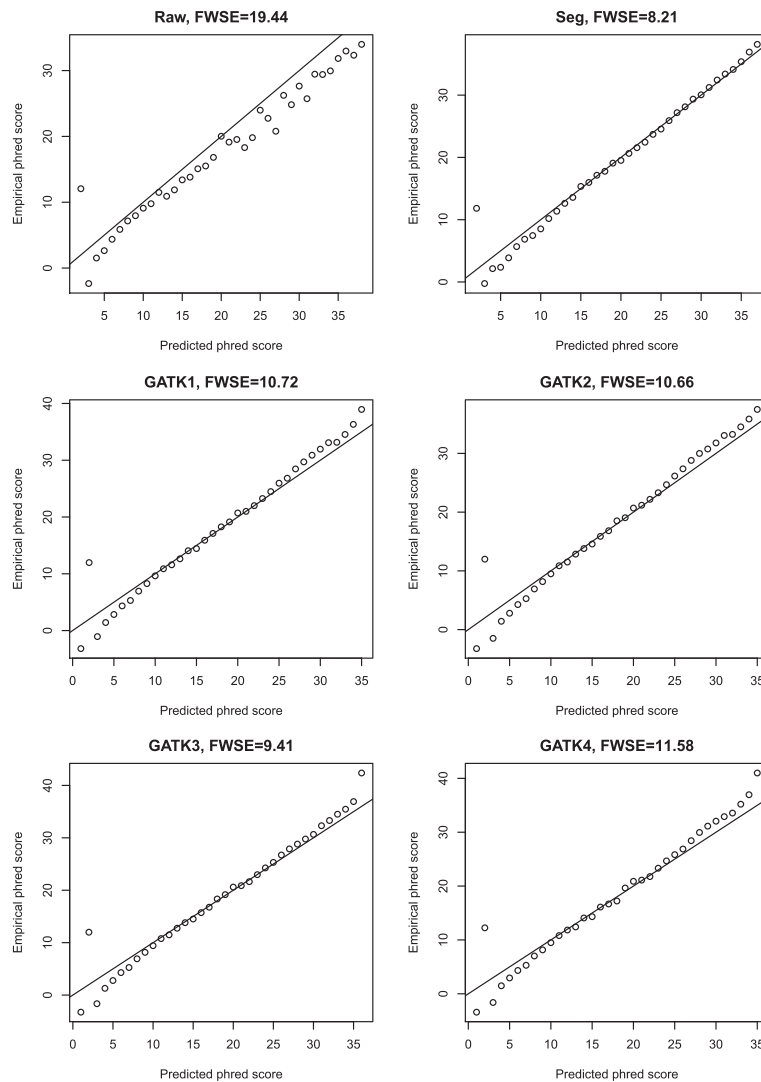 Raw, FWSE=19.44
Empirical phred score
0 10 20 30
5 10 15 20 25 30 35
Predicted phred score
Seg, FWSE=8.21
Empirical phred score
0 10 20 30
5 10 15 20 25 30 35
Predicted phred score
GATK1, FWSE=10.72
Empirical phred score
0 10 20 30 40
0 5 10 15 20 25 30 35
Predicted phred score
GATK2, FWSE=10.66
Empirical phred score
0 10 20 30
0 5 10 15 20 25 30 35
Predicted phred score
GATK3, FWSE=9.41
Empirical phred score
0 10 20 30 40
0 5 10 15 20 25 30 35
Predicted phred score
GATK4, FWSE=11.58
Empirical phred score
0 10 20 30 40
0 5 10 15 20 25 30 35
Predicted phred score